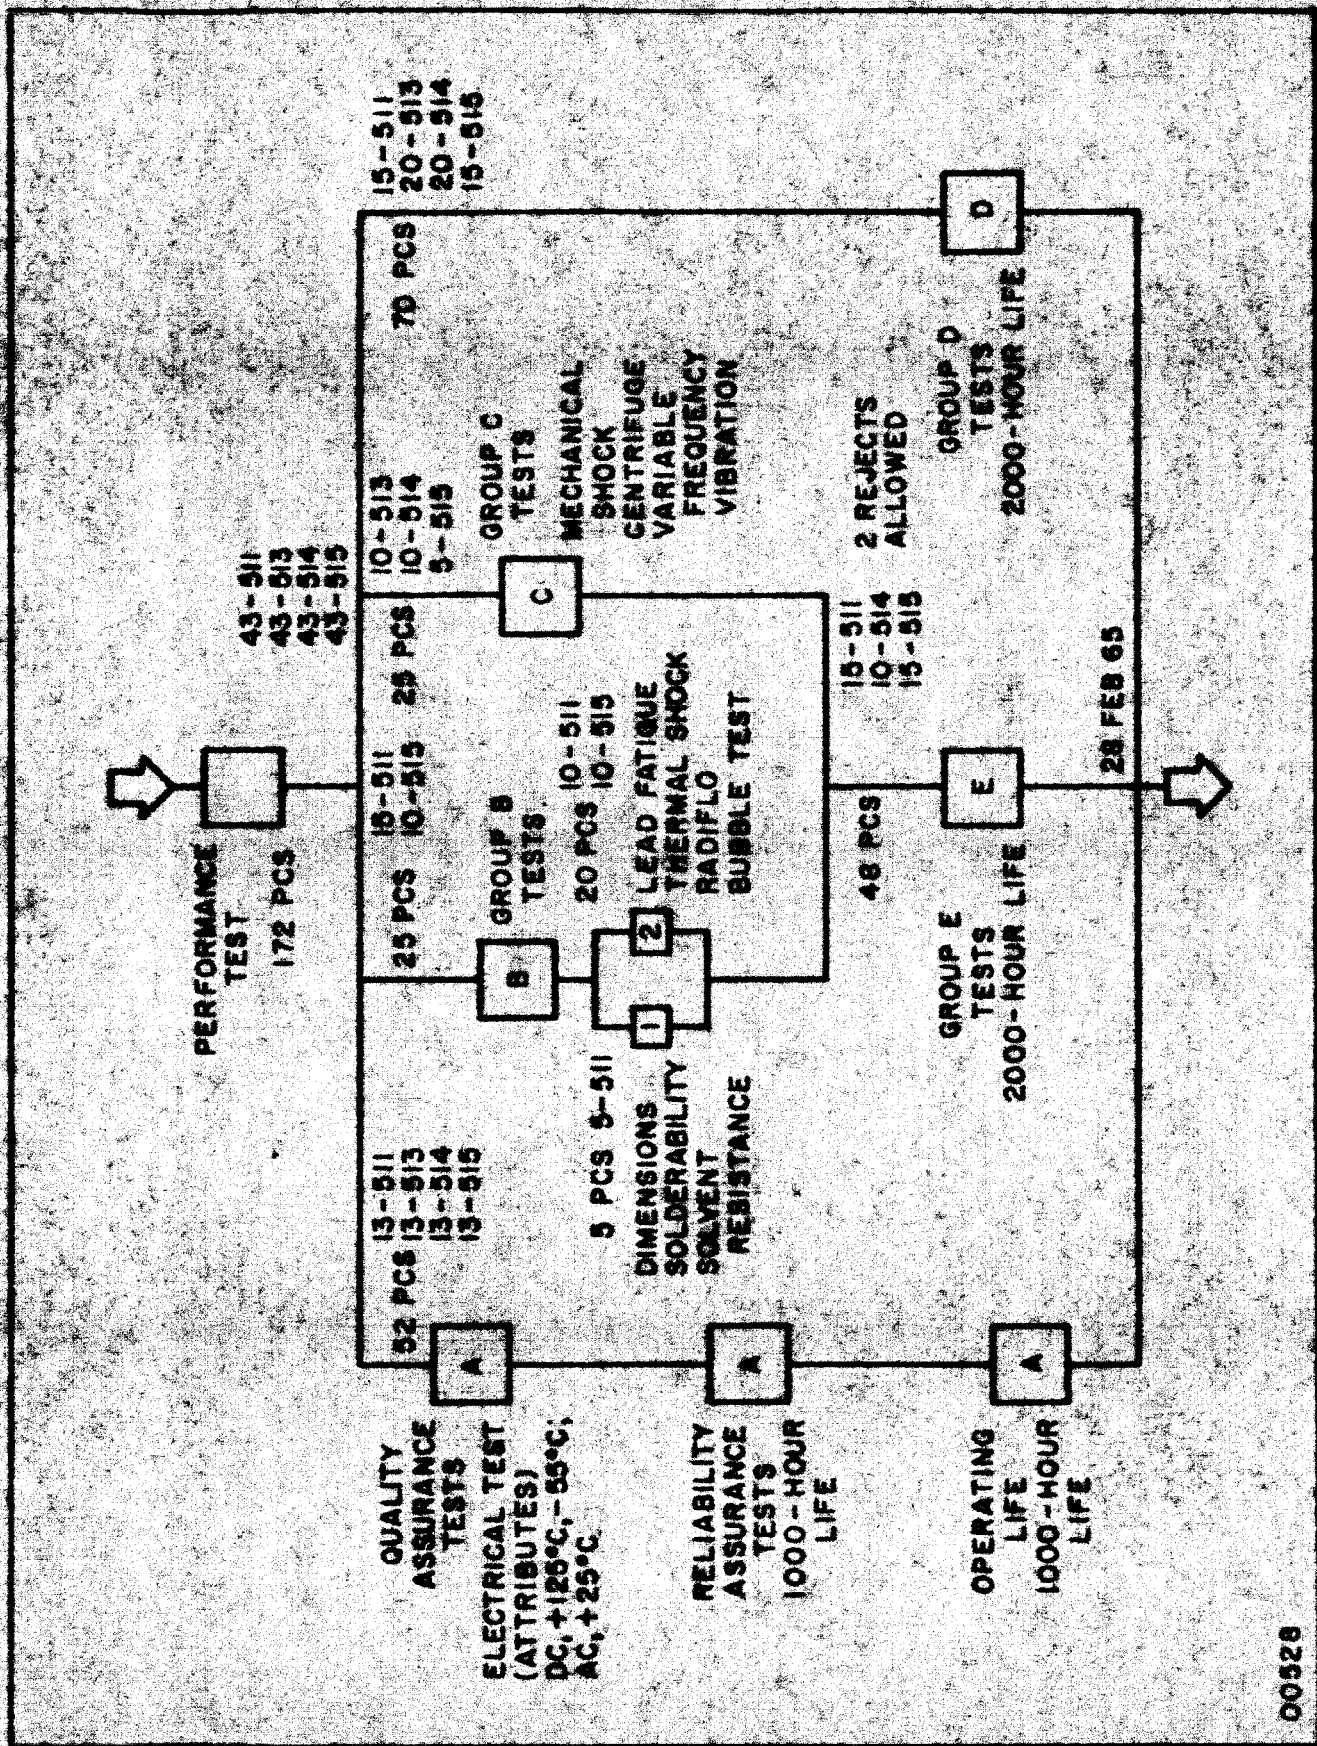 PERFORMANCE
TEST
172 PCS
43-511
43-513
43-514
43-515
52 PCS
13-511
13-513
13-514
13-515
25 PCS
15-511
10-515
25 PCS
10-513
10-514
5-515
70 PCS
15-511
20-513
20-514
15-515
QUALITY
ASSURANCE
TESTS
A
ELECTRICAL TEST
(ATTRIBUTES)
DC, +125°C, -55°C;
AC, +25°C
B
GROUP B
TESTS
5 PCS 5-511
1
DIMENSIONS
SOLDERABILITY
SOLVENT
REBISTANCE
20 PCS
10-511
10-515
2
LEAD FATIQUE
THERMAL SHOCK
RADIFLO
BUBBLE TEST
C
GROUP C
TESTS
MECHANICAL
SHOCK
CENTRIFUGE
VARIABLE
FREQUENCY
VIBRATION
RELIABILITY
ASSURANCE
TESTS
1000-HOUR
LIFE
A
48 PCS
15-511
10-514
15-515
2 REJECTS
ALLOWED
OPERATING
LIFE
1000-HOUR
LIFE
A
GROUP E
TESTS
2000-HOUR LIFE
E
GROUP D
TESTS
2000-HOUR LIFE
D
28 FEB 65
00528